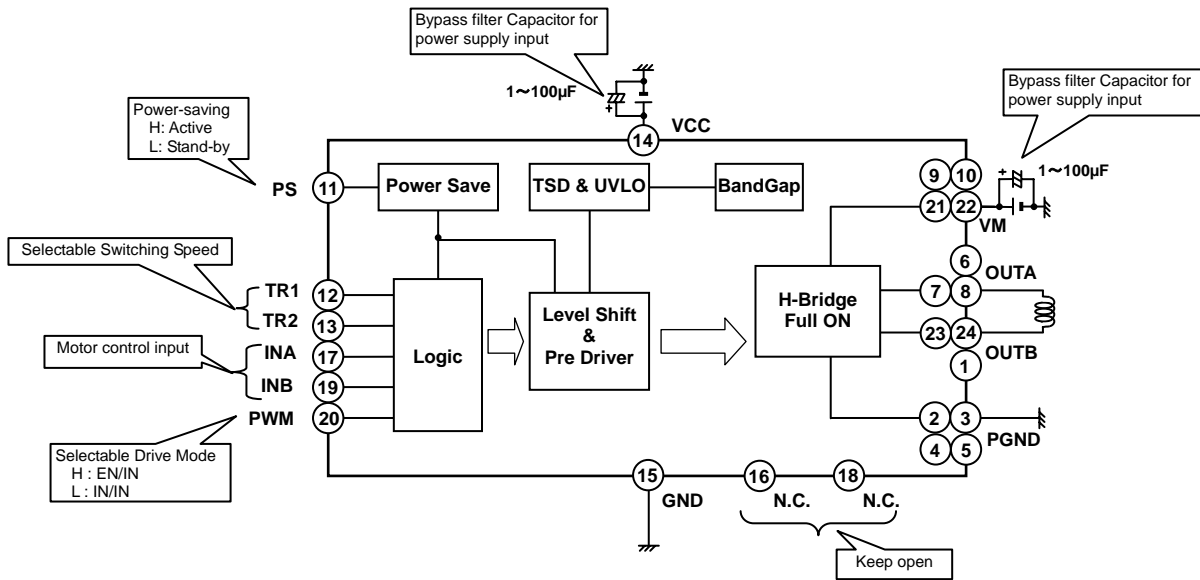 Bypass filter Capacitor for
power supply input
Bypass filter Capacitor for
power supply input
1～100µF
Power-saving
H: Active
L: Stand-by
14
VCC
1～100µF
+
+
PS
11
Power Save
TSD & UVLO
BandGap
9
10
21
22
VM
Selectable Switching Speed
6
OUTA
TR1
12
7
8
TR2
13
H-Bridge
Full ON
Level Shift
&
Pre Driver
23
24
OUTB
Motor control input
INA
17
Logic
1
INB
19
PWM
20
2
3
PGND
4
5
Selectable Drive Mode
H : EN/IN
L : IN/IN
15
GND
16
N.C.
18
N.C.
Keep open